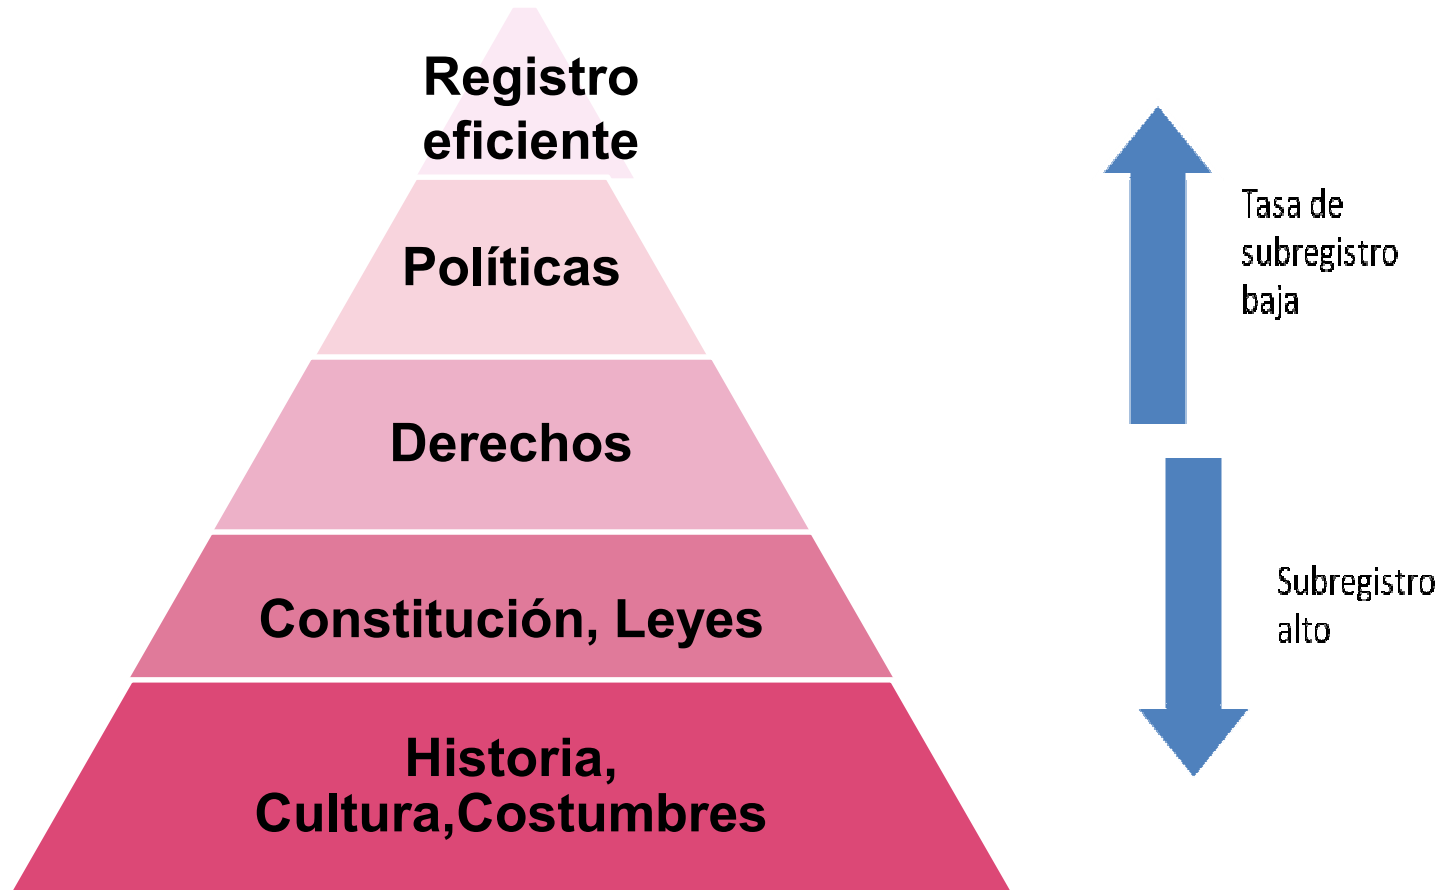 Registro
eficiente
Políticas
Derechos
Constitución, Leyes
Historia,
Cultura,Costumbres
Tasa de
subregistro
baja
Subregistro
alto